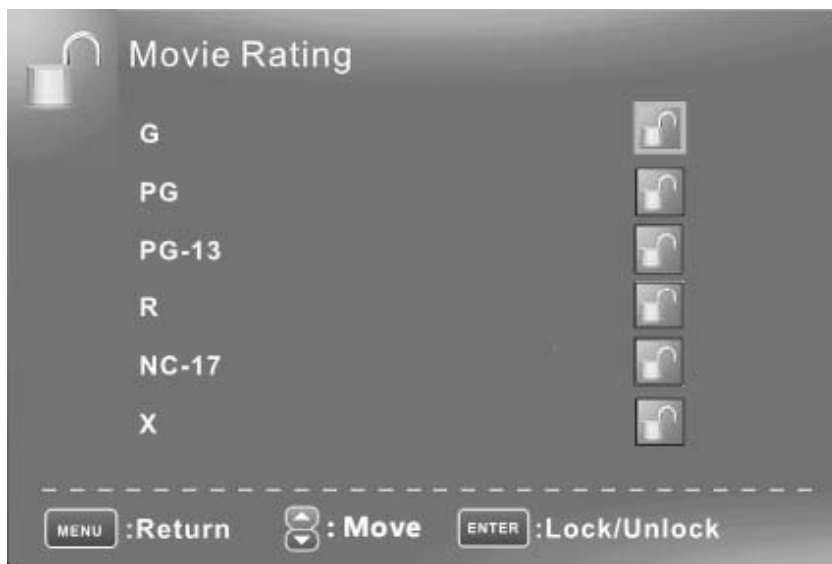 Movie Rating
G
PG
PG-13
R
NC-17
X
MENU :Return : Move ENTER :Lock/Unlock